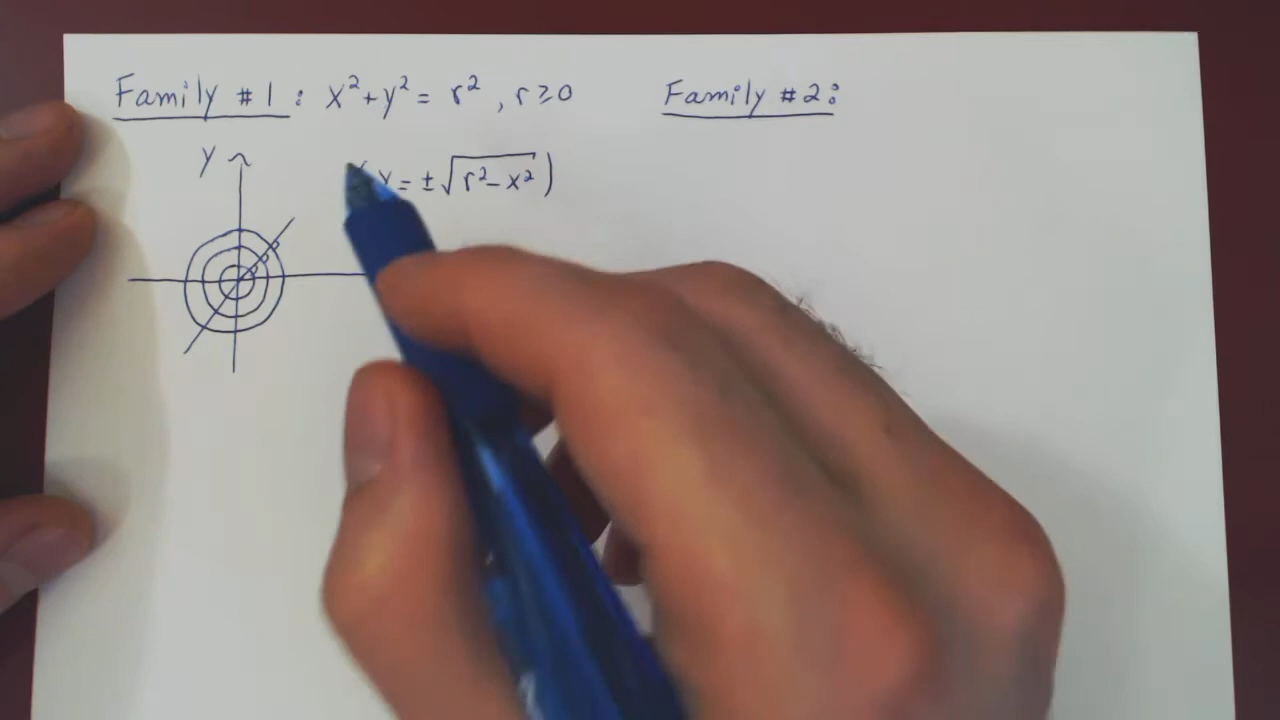 Family #1: x²+y² = r², r≥0
Family #2:
y
(y = ±√(r²-x²))